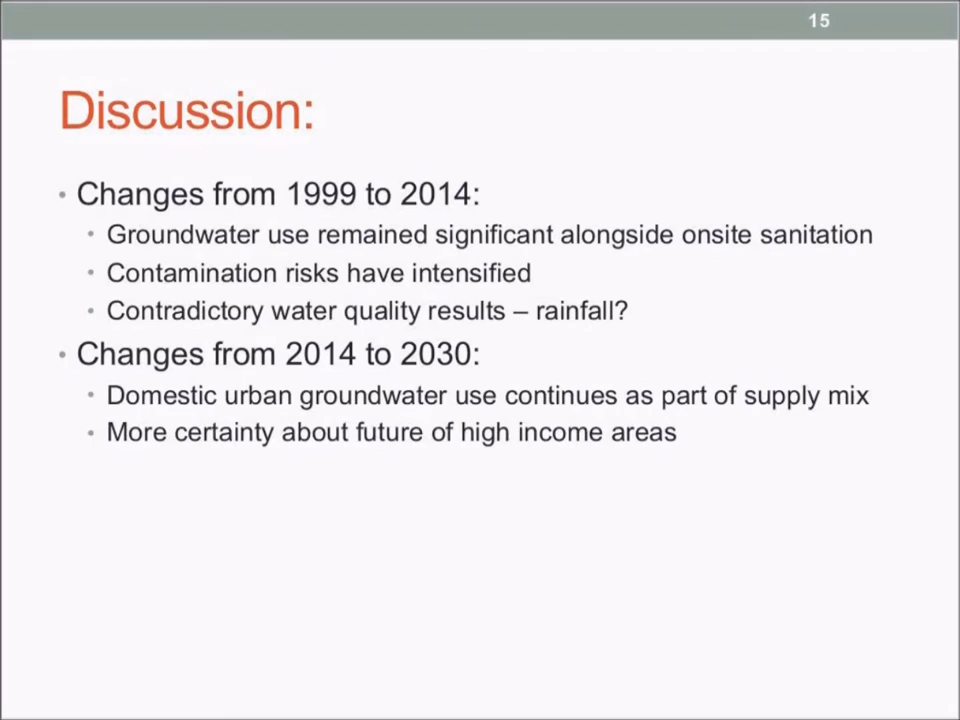 15
Discussion:
• Changes from 1999 to 2014:
• Groundwater use remained significant alongside onsite sanitation
• Contamination risks have intensified
• Contradictory water quality results – rainfall?
• Changes from 2014 to 2030:
• Domestic urban groundwater use continues as part of supply mix
• More certainty about future of high income areas